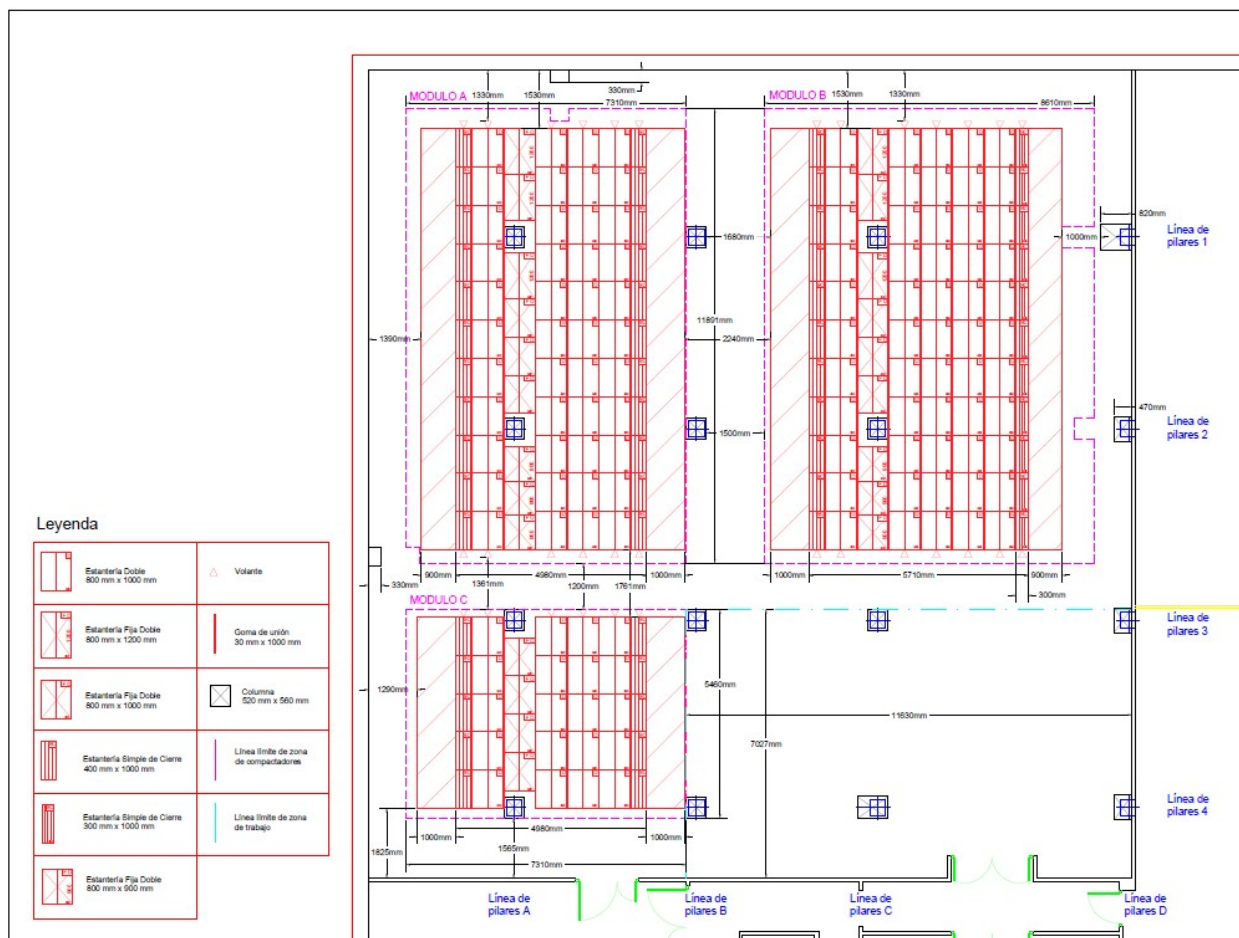 MODULO A
1330mm
1530mm
330mm
7310mm
MODULO B
1530mm
1330mm
8610mm
820mm
1680mm
1000mm
Línea de
pilares 1
11891mm
1390mm
2240mm
470mm
1500mm
Línea de
pilares 2
Leyenda
Estantería Doble
800 mm x 1000 mm
Volante
Estantería Fija Doble
800 mm x 1200 mm
Goma de unión
30 mm x 1000 mm
Estantería Fija Doble
800 mm x 1000 mm
Columna
520 mm x 560 mm
Estantería Simple de Cierre
400 mm x 1000 mm
Línea límite de zona
de compactadores
Estantería Simple de Cierre
300 mm x 1000 mm
Línea límite de zona
de trabajo
Estantería Fija Doble
800 mm x 900 mm
330mm
900mm
1361mm
4980mm
1200mm
1761mm
1000mm
1000mm
5710mm
900mm
300mm
MODULO C
Línea de
pilares 3
1290mm
5460mm
11630mm
7027mm
Línea de
pilares 4
1825mm
1000mm
4980mm
1565mm
1000mm
7310mm
Línea de
pilares A
Línea de
pilares B
Línea de
pilares C
Línea de
pilares D